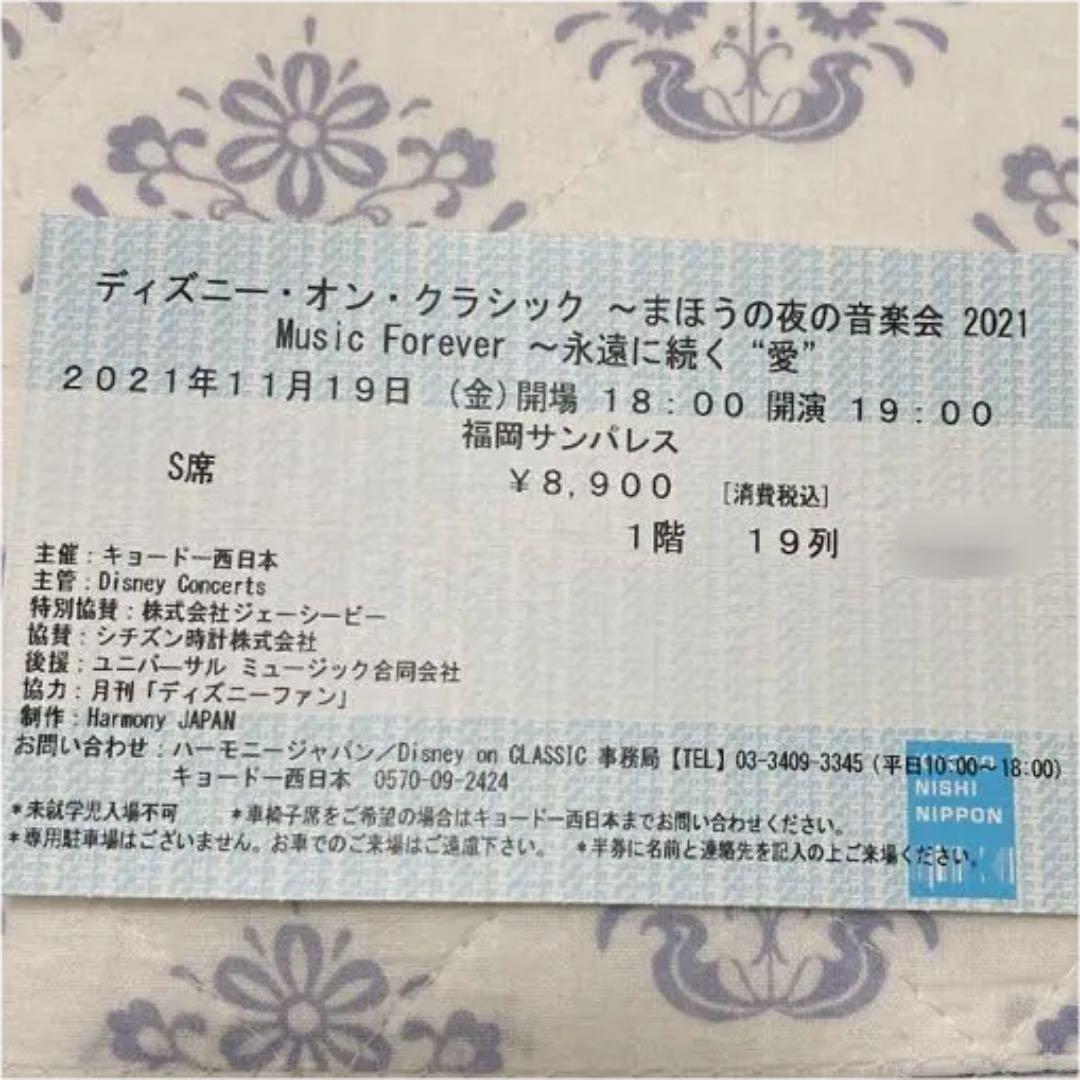 ディズニー・オン・クラシック ～まほうの夜の音楽会 2021
Music Forever ～永遠に続く “愛”
２０２１年１１月１９日 （金）開場 １８：００ 開演 １９：００
福岡サンパレス
S席
￥８,９００ ［消費税込］
１階 １９列
主催：キョードー西日本
主管：Disney Concerts
特別協賛：株式会社ジェーシービー
協賛：シチズン時計株式会社
後援：ユニバーサル ミュージック合同会社
協力：月刊「ディズニーファン」
制作：Harmony JAPAN
お問い合わせ：ハーモニージャパン／Disney on CLASSIC 事務局【TEL】03-3409-3345（平日10:00～18:00）
キョードー西日本 0570-09-2424
＊未就学児入場不可 ＊車椅子席をご希望の場合はキョードー西日本までお問い合わせください。
＊専用駐車場はございません。お車でのご来場はご遠慮下さい。 ＊半券に名前と連絡先を記入の上ご来場ください。
NISHI
NIPPON